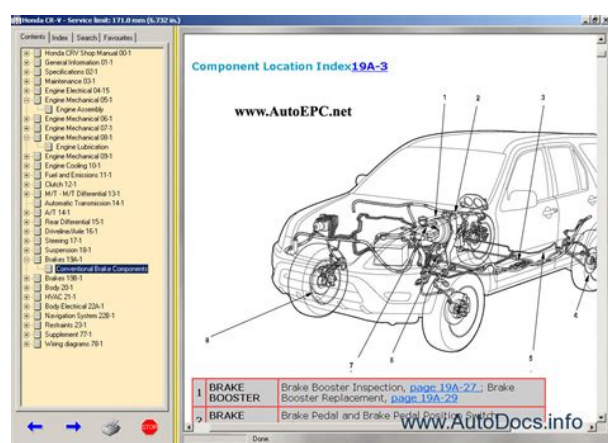 Honda CR-V - Service limit: 171.0 mm (6.732 in.)
Contents Index Search Favourites
Honda CRV Shop Manual 00-1
General Information 01-1
Specifications 02-1
Maintenance 03-1
Engine Electrical 04-15
Engine Mechanical 05-1
Engine Assembly
Engine Mechanical 06-1
Engine Mechanical 07-1
Engine Mechanical 08-1
Engine Lubrication
Engine Mechanical 09-1
Engine Cooling 10-1
Fuel and Emissions 11-1
Clutch 12-1
M/T - M/T Differential 13-1
Automatic Transmission 14-1
A/T 14-1
Rear Differential 15-1
Driveline/Axle 16-1
Steering 17-1
Suspension 18-1
Brakes 19A-1
Conventional Brake Components
Brakes 19B-1
Body 20-1
HVAC 21-1
Body Electrical 22A-1
Navigation System 22B-1
Restraints 23-1
Supplement 77-1
Wiring diagrams 78-1
STOP
Component Location Index19A-3
www.AutoEPC.net
1 2 3
4
5
6
7
8
1 BRAKE BOOSTER Brake Booster Inspection, page 19A-27 ; Brake
Booster Replacement, page 19A-29
2 BRAKE Brake Pedal and Brake Pedal Position Switch
www.AutoDocs.info
Done